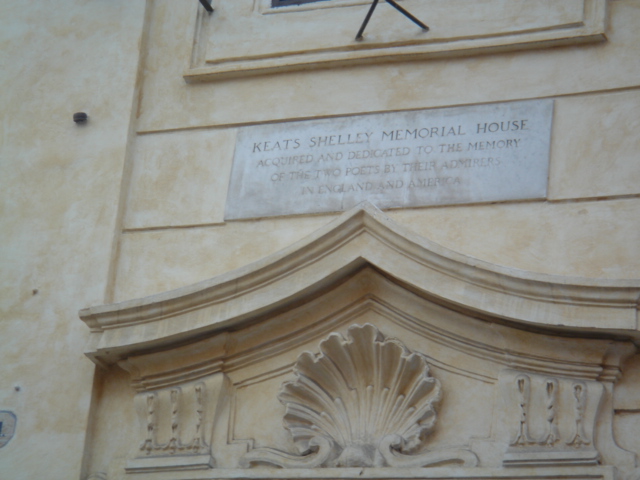 KEATS SHELLEY MEMORIAL HOUSE
ACQUIRED AND DEDICATED TO THE MEMORY
OF THE TWO POETS BY THEIR ADMIRERS
IN ENGLAND AND AMERICA